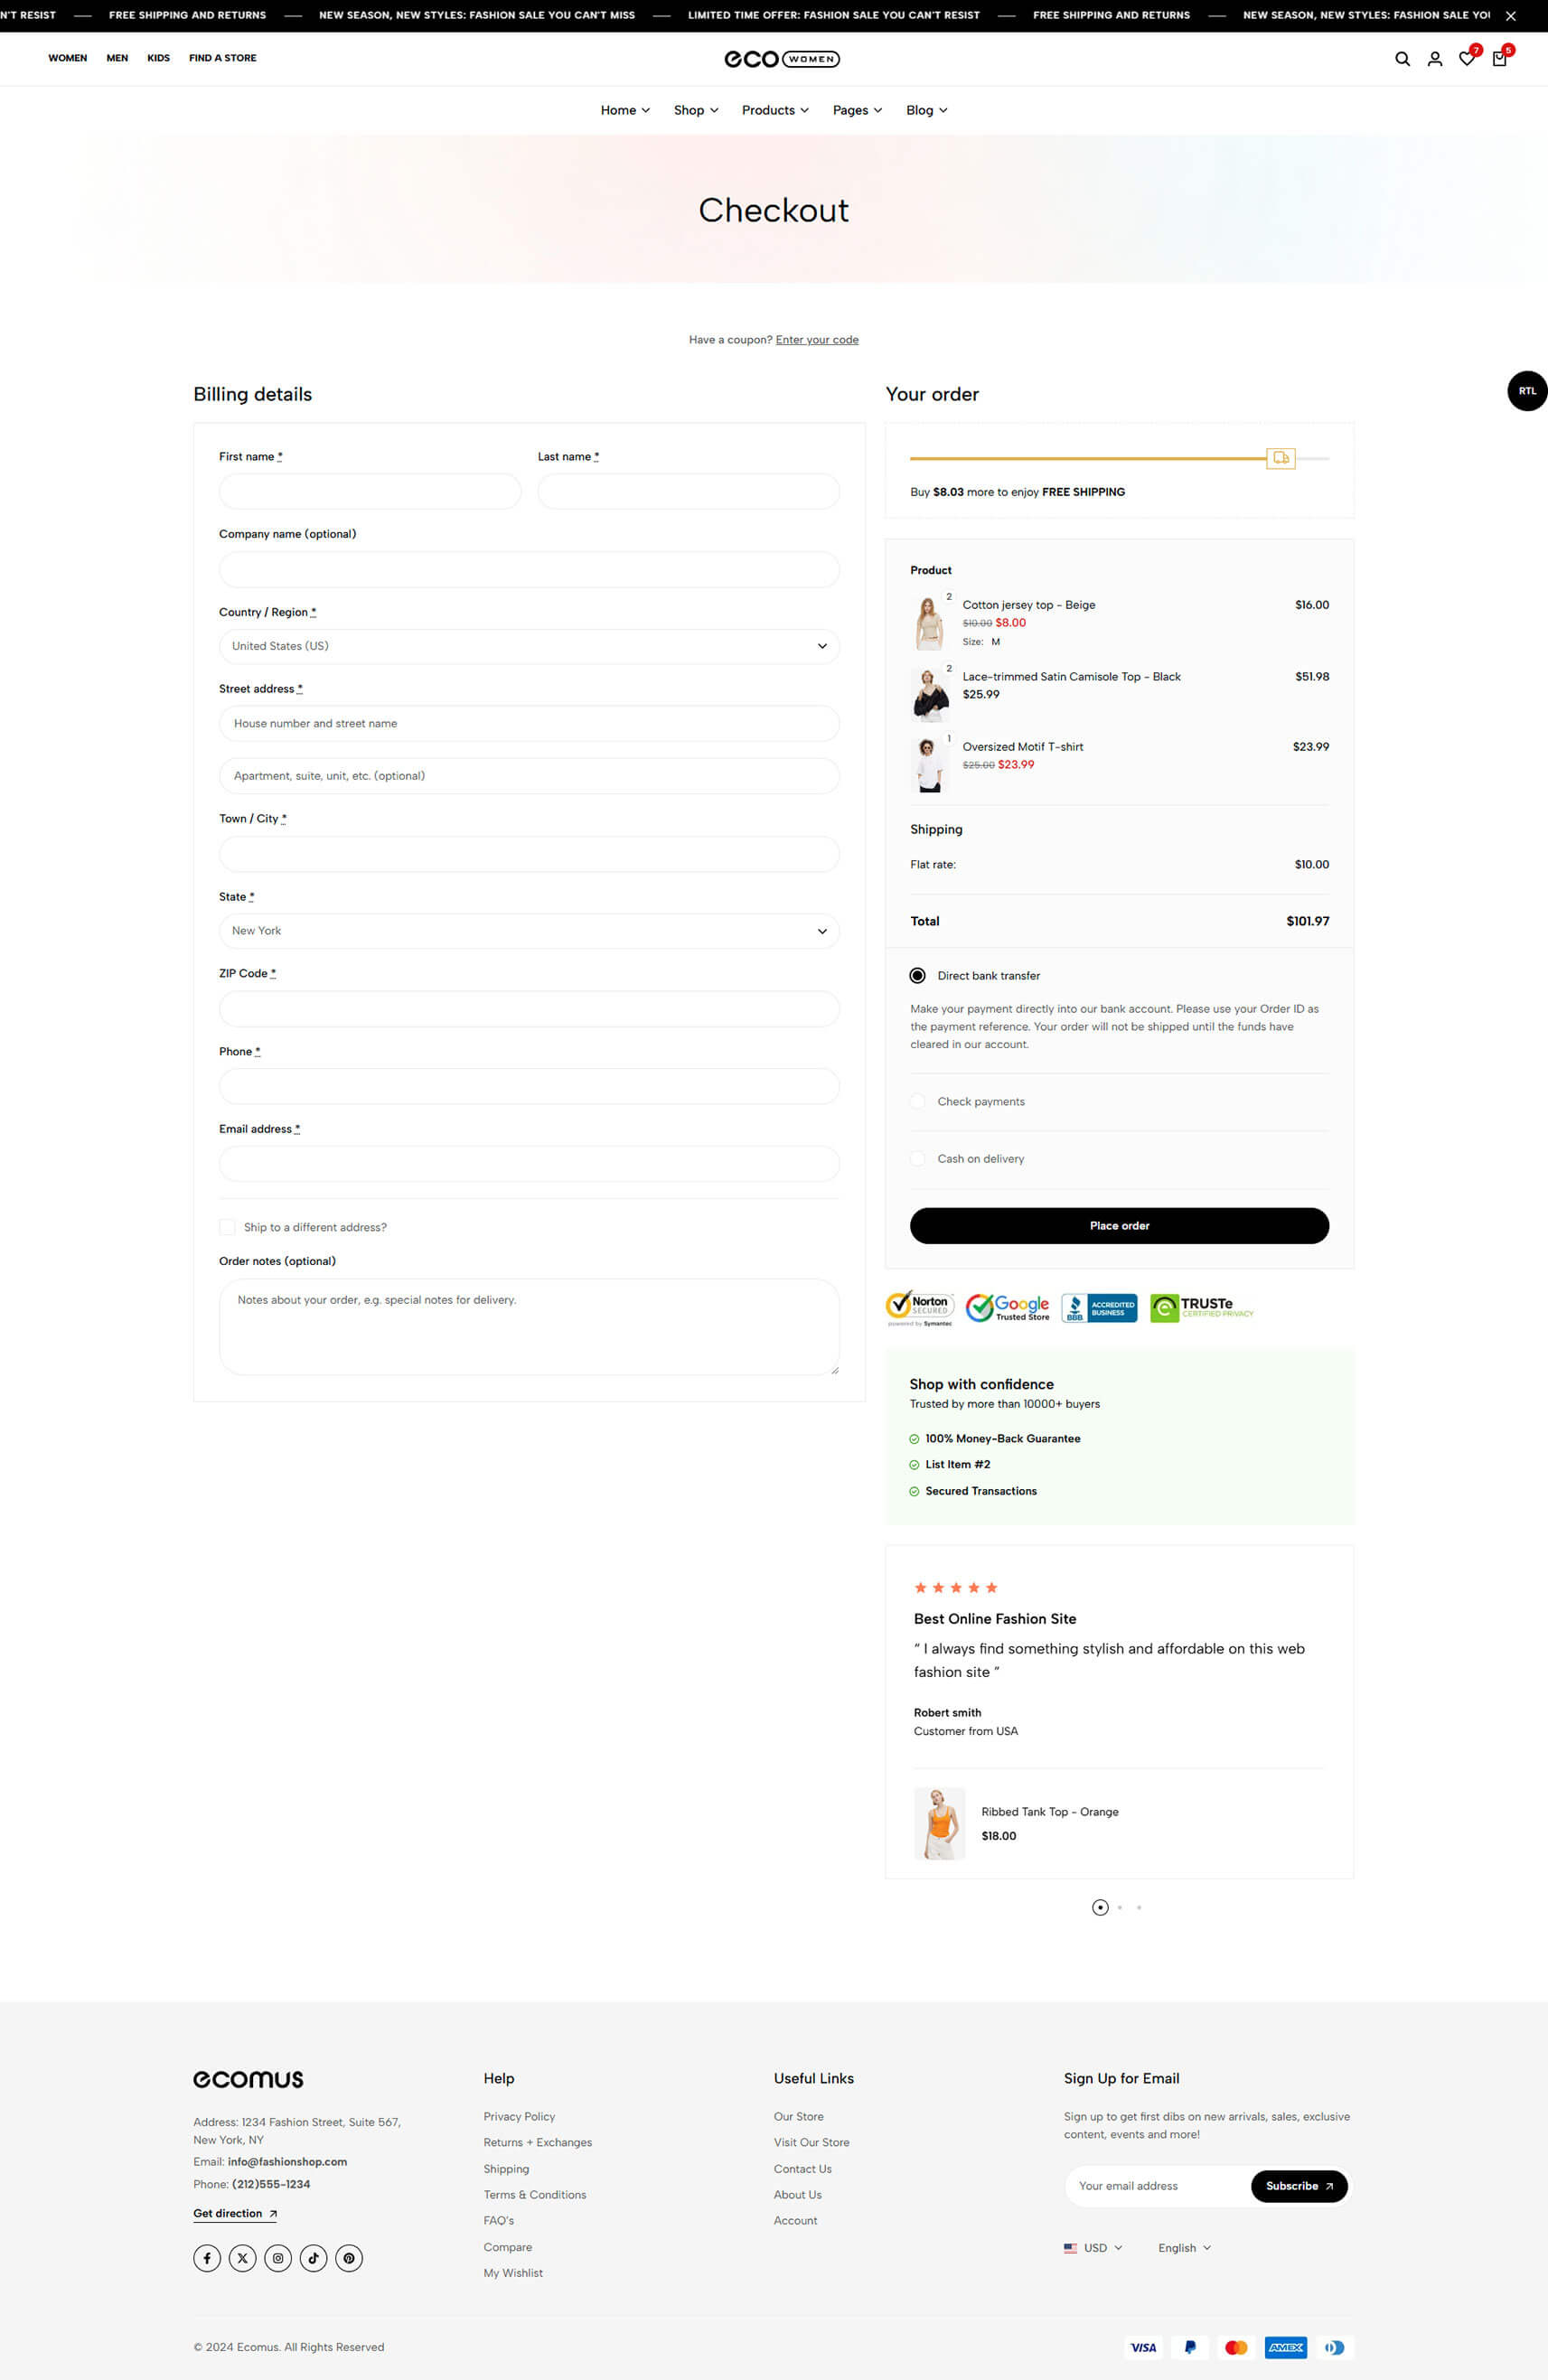 N'T RESIST — FREE SHIPPING AND RETURNS — NEW SEASON, NEW STYLES: FASHION SALE YOU CAN'T MISS — LIMITED TIME OFFER: FASHION SALE YOU CAN'T RESIST — FREE SHIPPING AND RETURNS — NEW SEASON, NEW STYLES: FASHION SALE YOU
WOMEN MEN KIDS FIND A STORE
eco WOMEN
7 5
Home Shop Products Pages Blog
Checkout
Have a coupon? Enter your code
RTL
Billing details
First name * Last name *
Company name (optional)
Country / Region *
United States (US)
Street address *
House number and street name
Apartment, suite, unit, etc. (optional)
Town / City *
State *
New York
ZIP Code *
Phone *
Email address *
Ship to a different address?
Order notes (optional)
Notes about your order, e.g. special notes for delivery.
Your order
Buy $8.03 more to enjoy FREE SHIPPING
Product
2 Cotton jersey top - Beige $16.00
$10.00 $8.00
Size: M
2 Lace-trimmed Satin Camisole Top - Black $51.98
$25.99
1 Oversized Motif T-shirt $23.99
$25.00 $23.99
Shipping
Flat rate: $10.00
Total $101.97
Direct bank transfer
Make your payment directly into our bank account. Please use your Order ID as
the payment reference. Your order will not be shipped until the funds have
cleared in our account.
Check payments
Cash on delivery
Place order
Norton SECURED powered by Symantec
Google Trusted Store
BBB ACCREDITED BUSINESS
TRUSTe CERTIFIED PRIVACY
Shop with confidence
Trusted by more than 10000+ buyers
100% Money-Back Guarantee
List Item #2
Secured Transactions
Best Online Fashion Site
“ I always find something stylish and affordable on this web
fashion site ”
Robert smith
Customer from USA
Ribbed Tank Top - Orange
$18.00
ecomus
Address: 1234 Fashion Street, Suite 567,
New York, NY
Email: info@fashionshop.com
Phone: (212)555-1234
Get direction
Help
Privacy Policy
Returns + Exchanges
Shipping
Terms & Conditions
FAQ's
Compare
My Wishlist
Useful Links
Our Store
Visit Our Store
Contact Us
About Us
Account
Sign Up for Email
Sign up to get first dibs on new arrivals, sales, exclusive
content, events and more!
Your email address Subscribe
USD English
© 2024 Ecomus. All Rights Reserved
VISA AMEX